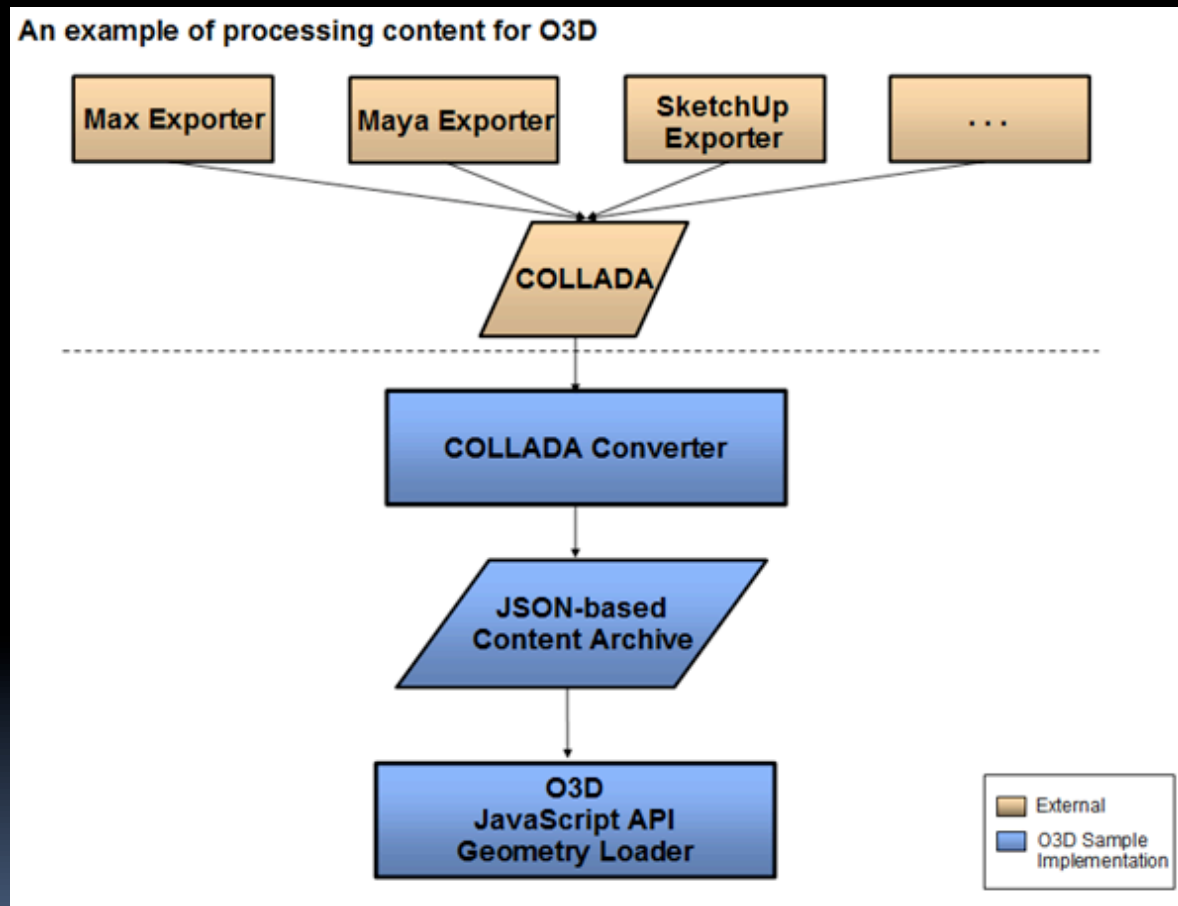 An example of processing content for O3D
Max Exporter
Maya Exporter
SketchUp
Exporter
. . .
COLLADA
COLLADA Converter
JSON-based
Content Archive
O3D
JavaScript API
Geometry Loader
External
O3D Sample
Implementation